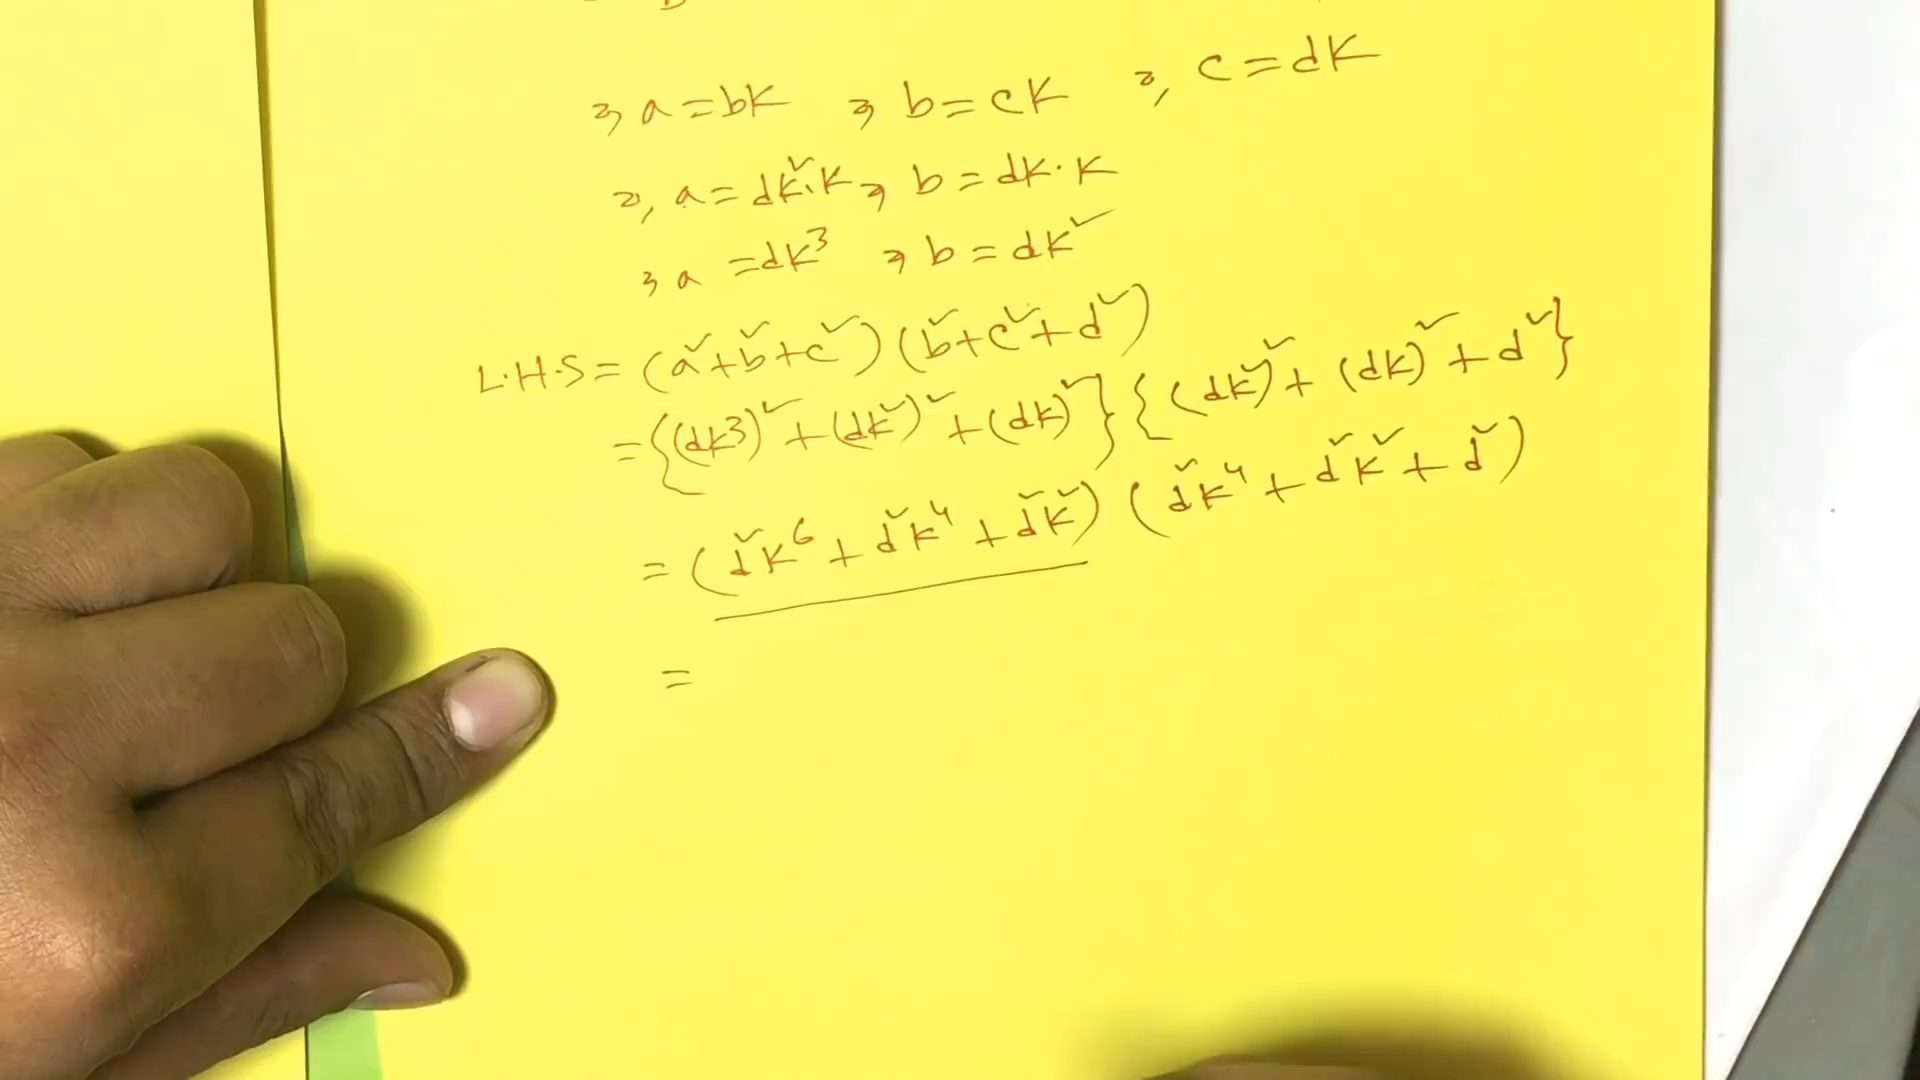 ⇒ a = bk ⇒ b = ck ⇒, c = dk
⇒, a = dk²·k ⇒ b = dk·k
⇒ a = dk³ ⇒ b = dk²
L.H.S = (a²+b²+c²)(b²+c²+d²)
= {(dk³)² + (dk²)² + (dk)²}{(dk²)² + (dk)² + d²}
= (d²k⁶ + d²k⁴ + d²k²)(d²k⁴ + d²k² + d²)
=